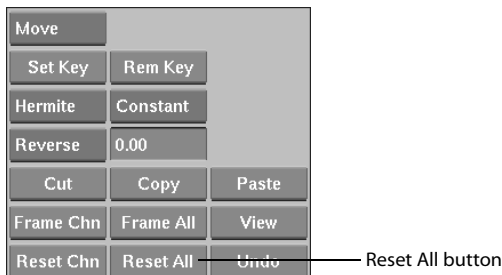 Move
Set Key Rem Key
Hermite Constant
Reverse 0.00
Cut Copy Paste
Frame Chn Frame All View
Reset Chn Reset All Undo Reset All button